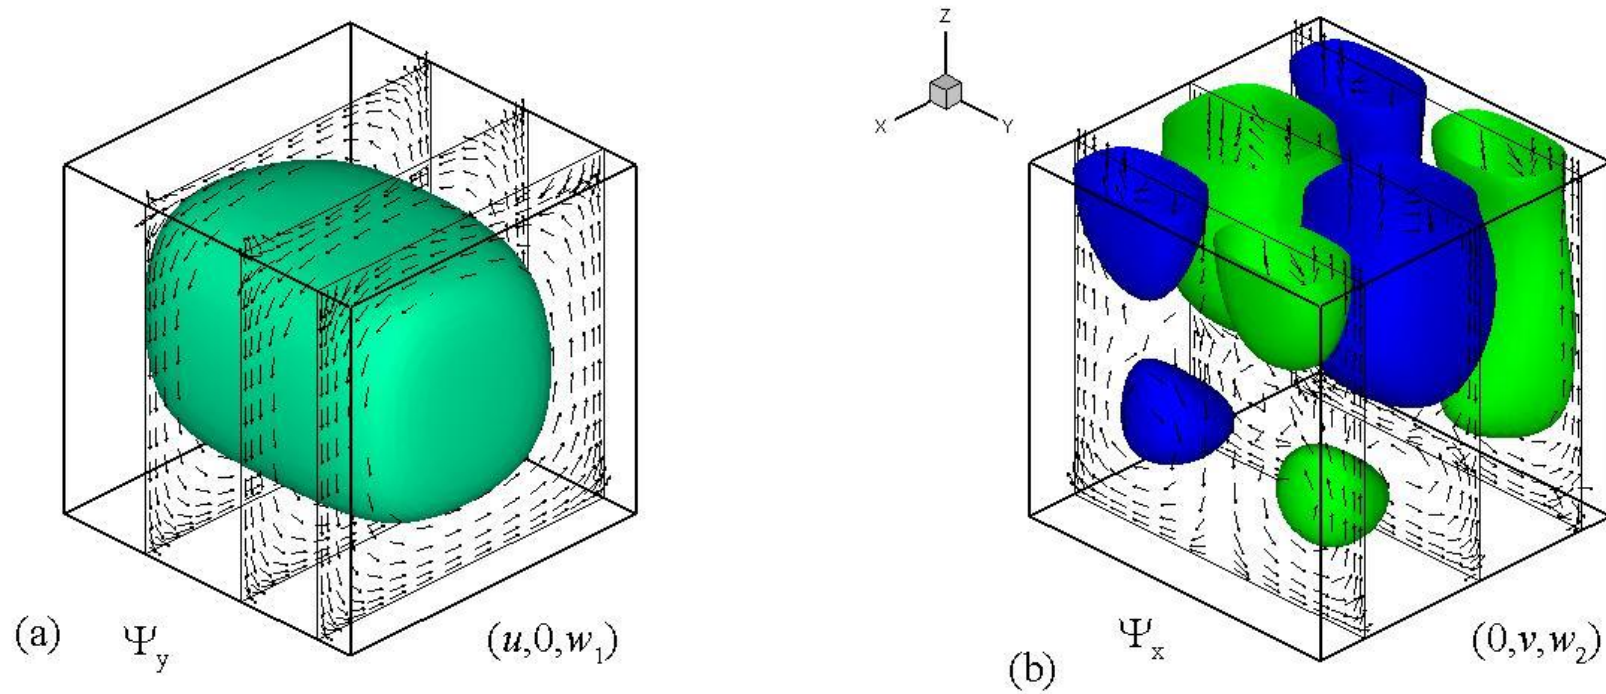 Z
X
Y
(a)
Ψy
(u,0,w1)
(b)
Ψx
(0,v,w2)